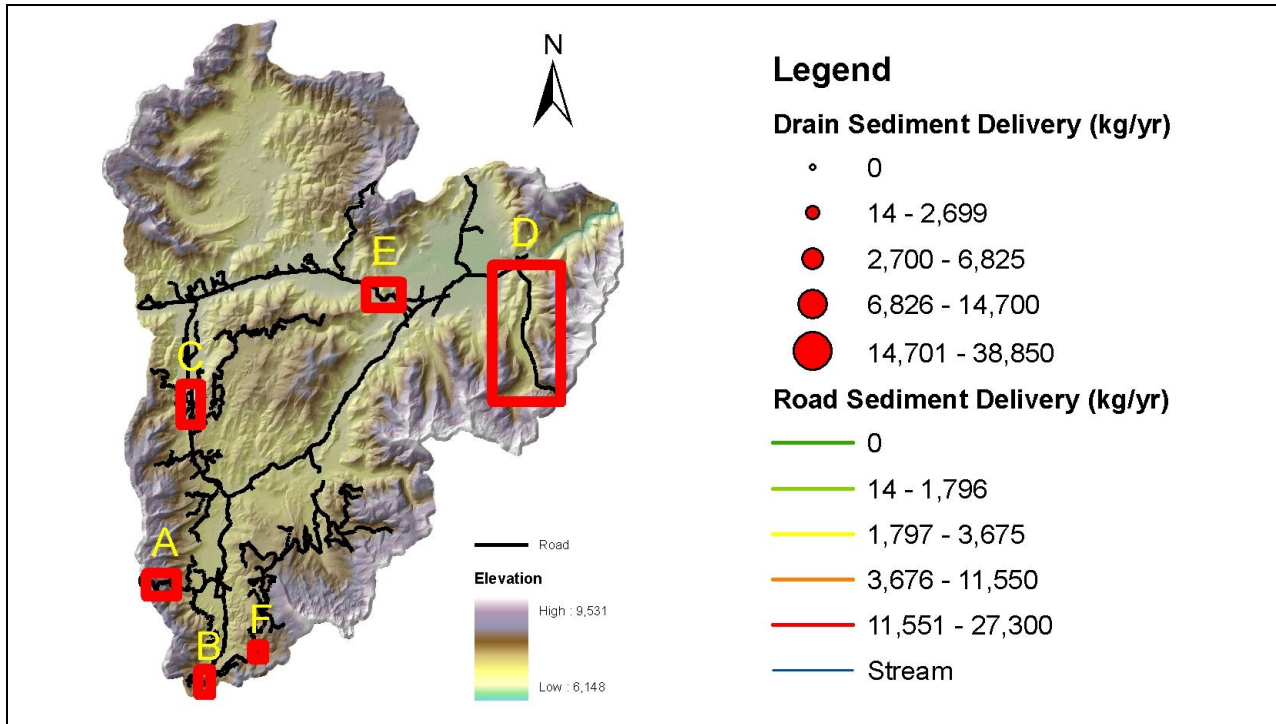 N
D
E
C
A
F
B
Road
Elevation
High : 9,531
Low : 6,148
Legend
Drain Sediment Delivery (kg/yr)
0
14 - 2,699
2,700 - 6,825
6,826 - 14,700
14,701 - 38,850
Road Sediment Delivery (kg/yr)
0
14 - 1,796
1,797 - 3,675
3,676 - 11,550
11,551 - 27,300
Stream